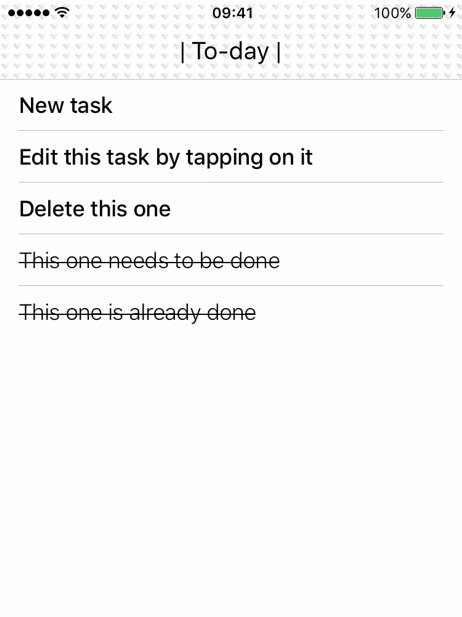 09:41
100%
| To-day |
New task
Edit this task by tapping on it
Delete this one
This one needs to be done
This one is already done